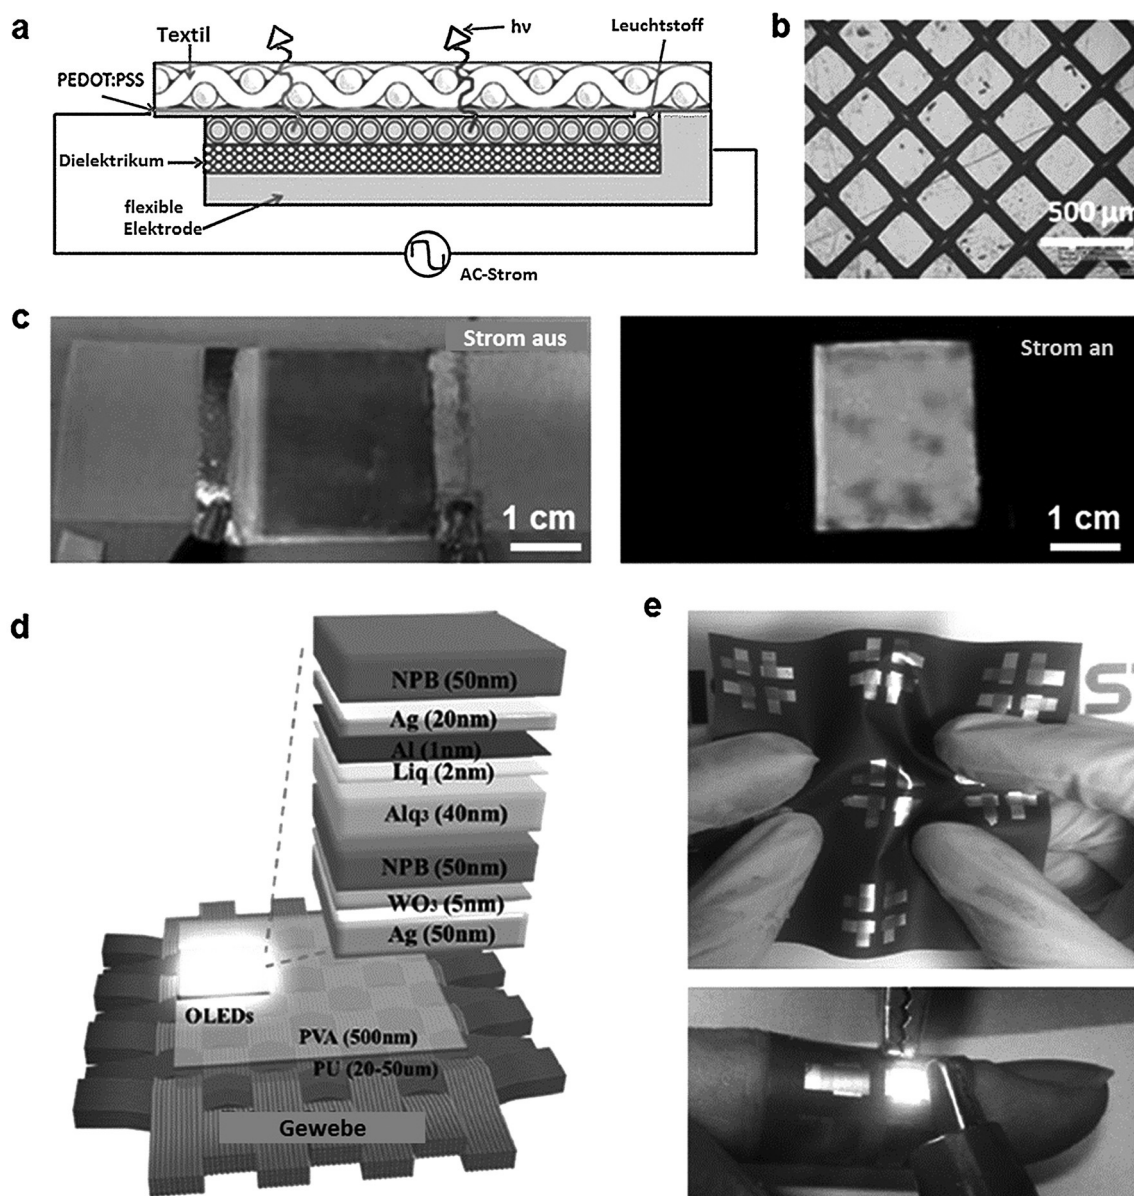 a
Textil
hν
Leuchtstoff
PEDOT:PSS
Dielektrikum
flexible
Elektrode
AC-Strom
b
500 µm
c
Strom aus
1 cm
Strom an
1 cm
d
NPB (50nm)
Ag (20nm)
Al (1nm)
Liq (2nm)
Alq₃ (40nm)
NPB (50nm)
WO₃ (5nm)
Ag (50nm)
OLEDs
PVA (500nm)
PU (20-50um)
Gewebe
e